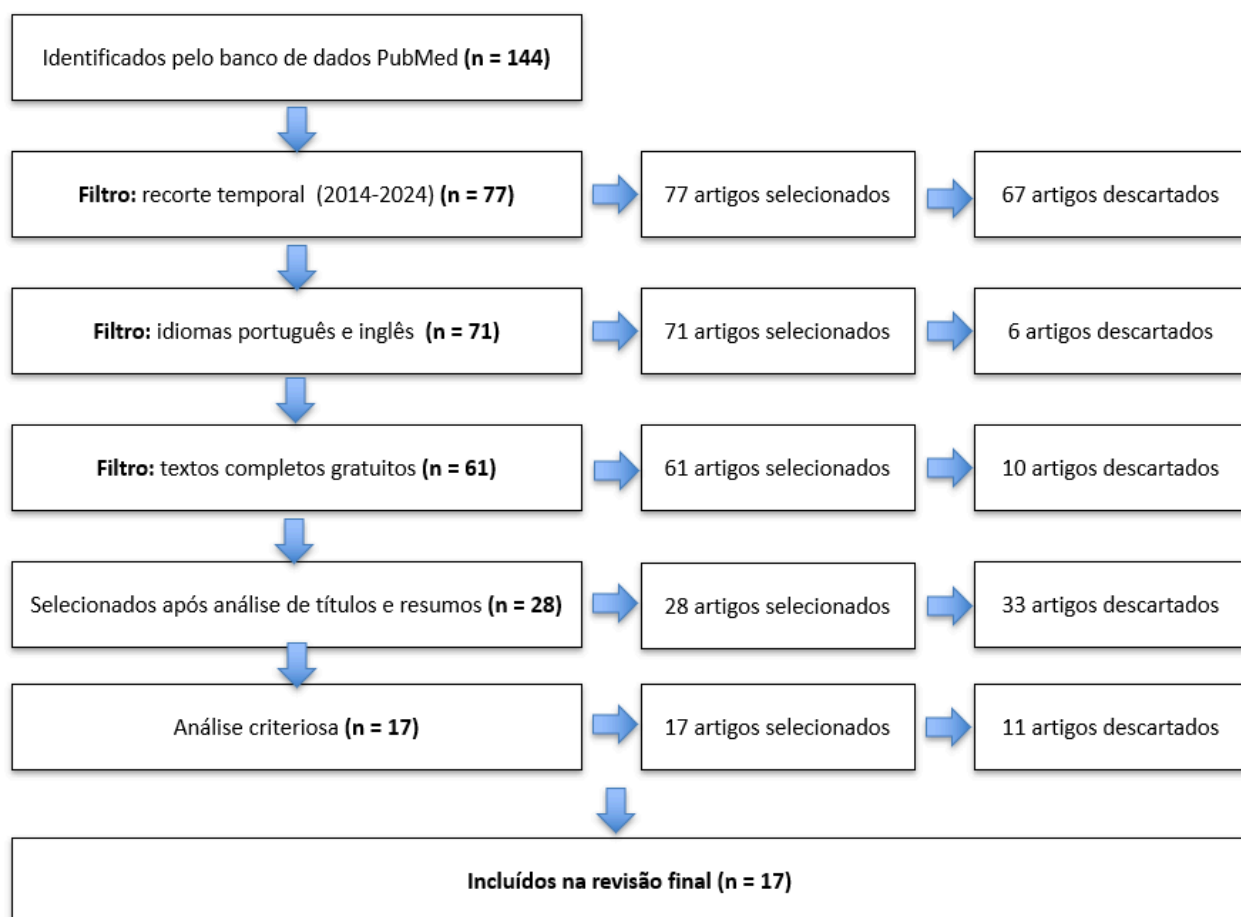 Identificados pelo banco de dados PubMed (n = 144)
Filtro: recorte temporal (2014-2024) (n = 77)
77 artigos selecionados
67 artigos descartados
Filtro: idiomas português e inglês (n = 71)
71 artigos selecionados
6 artigos descartados
Filtro: textos completos gratuitos (n = 61)
61 artigos selecionados
10 artigos descartados
Selecionados após análise de títulos e resumos (n = 28)
28 artigos selecionados
33 artigos descartados
Análise criteriosa (n = 17)
17 artigos selecionados
11 artigos descartados
Incluídos na revisão final (n = 17)